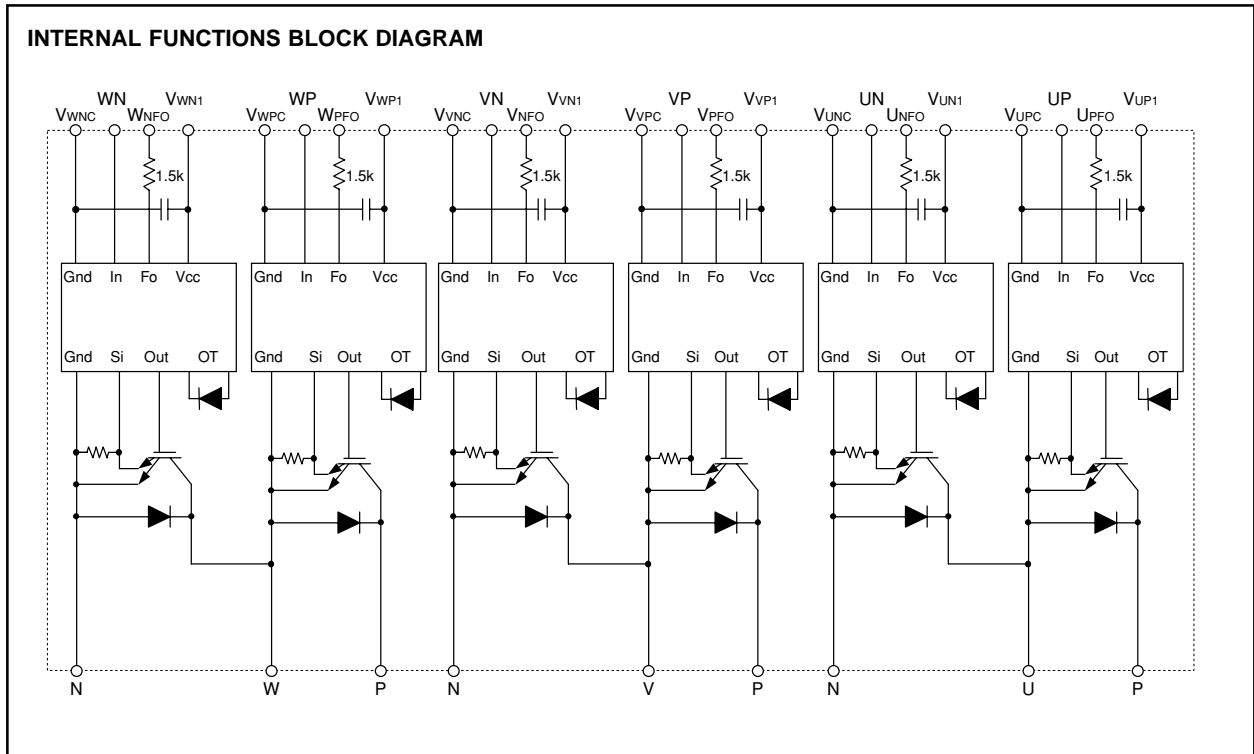 INTERNAL FUNCTIONS BLOCK DIAGRAM
WN VWN1 WP VWP1 VN VVN1 VP VVP1 UN VUN1 UP VUP1
VWNC WNFO VWPC WPFO VVNC VNFO VVPC VPFO VUNC UNFO VUPC UPFO
1.5k 1.5k 1.5k 1.5k 1.5k 1.5k
Gnd In Fo Vcc Gnd In Fo Vcc Gnd In Fo Vcc Gnd In Fo Vcc Gnd In Fo Vcc Gnd In Fo Vcc
Gnd Si Out OT Gnd Si Out OT Gnd Si Out OT Gnd Si Out OT Gnd Si Out OT Gnd Si Out OT
N W P N V P N U P